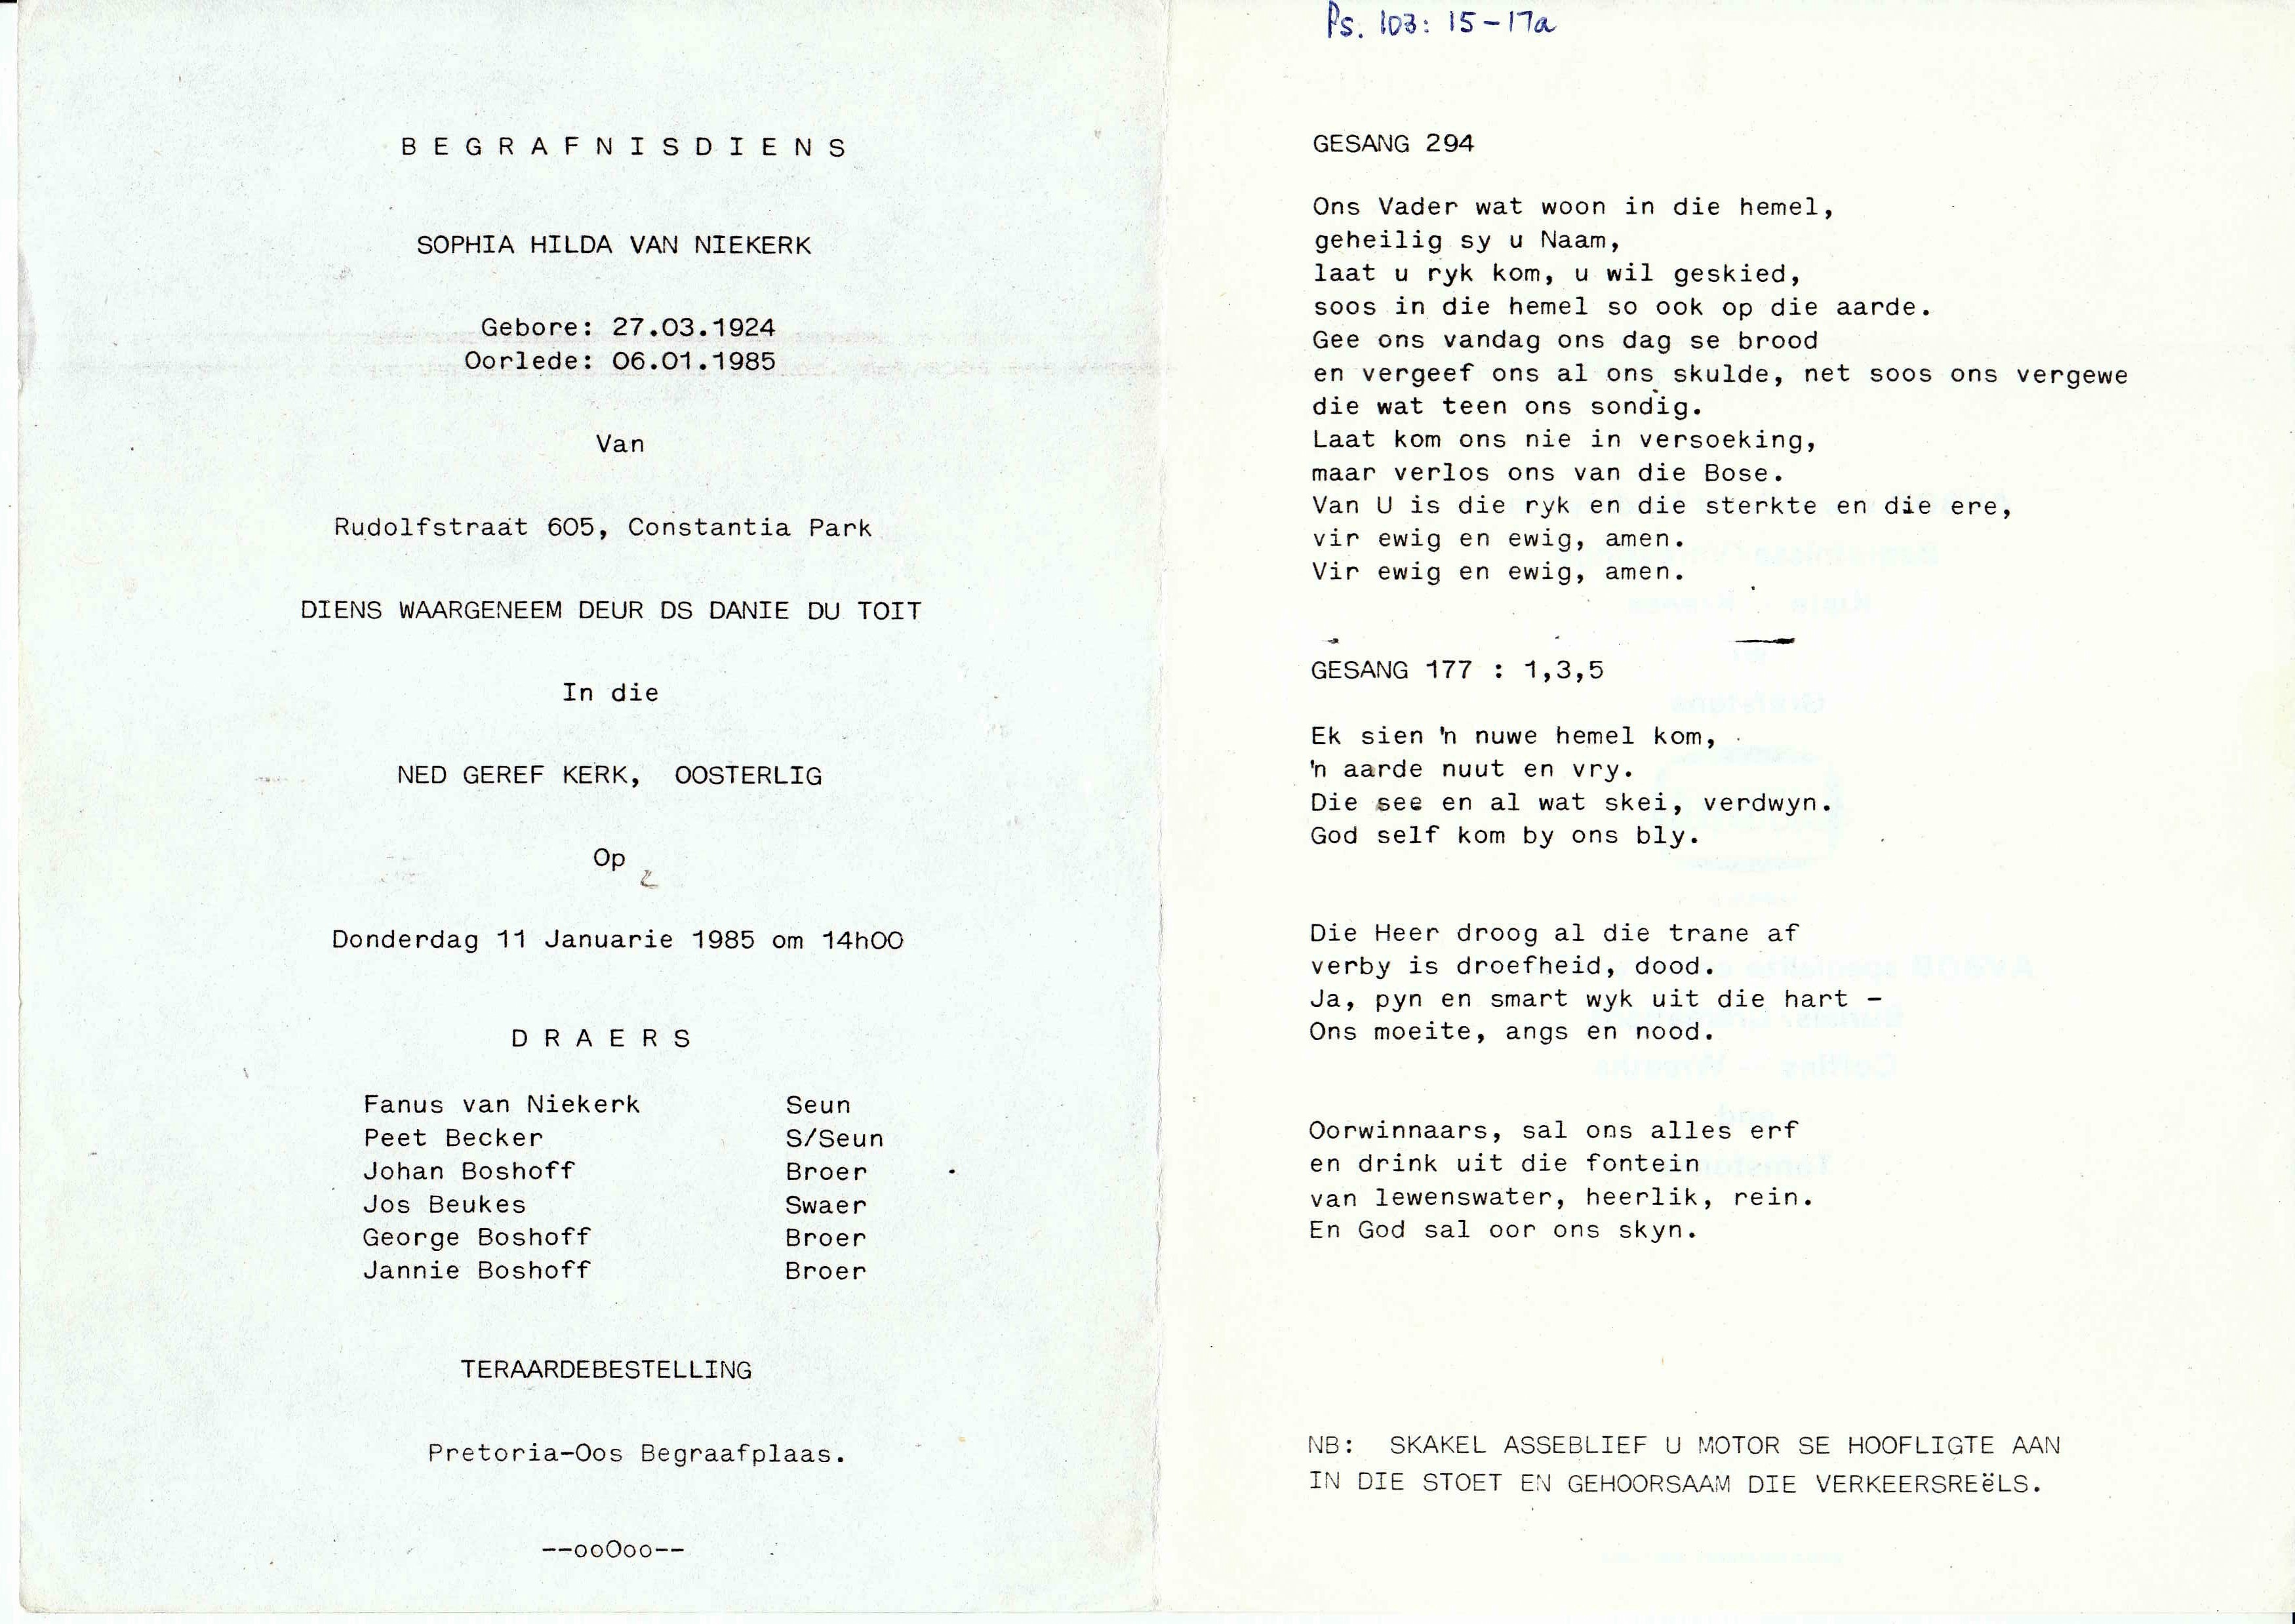 B E G R A F N I S D I E N S
SOPHIA HILDA VAN NIEKERK
Gebore: 27.03.1924
Oorlede: 06.01.1985
Van
Rudolfstraat 605, Constantia Park
DIENS WAARGENEEM DEUR DS DANIE DU TOIT
In die
NED GEREF KERK, OOSTERLIG
Op
Donderdag 11 Januarie 1985 om 14h00
D R A E R S
Fanus van Niekerk Seun
Peet Becker S/Seun
Johan Boshoff Broer
Jos Beukes Swaer
George Boshoff Broer
Jannie Boshoff Broer
TERAARDEBESTELLING
Pretoria-Oos Begraafplaas.
--ooOoo--
Ps. 103: 15-17a
GESANG 294
Ons Vader wat woon in die hemel,
geheilig sy u Naam,
laat u ryk kom, u wil geskied,
soos in die hemel so ook op die aarde.
Gee ons vandag ons dag se brood
en vergeef ons al ons skulde, net soos ons vergewe
die wat teen ons sondig.
Laat kom ons nie in versoeking,
maar verlos ons van die Bose.
Van U is die ryk en die sterkte en die ere,
vir ewig en ewig, amen.
Vir ewig en ewig, amen.
GESANG 177 : 1,3,5
Ek sien 'n nuwe hemel kom,
'n aarde nuut en vry.
Die see en al wat skei, verdwyn.
God self kom by ons bly.
Die Heer droog al die trane af
verby is droefheid, dood.
Ja, pyn en smart wyk uit die hart -
Ons moeite, angs en nood.
Oorwinnaars, sal ons alles erf
en drink uit die fontein
van lewenswater, heerlik, rein.
En God sal oor ons skyn.
NB: SKAKEL ASSEBLIEF U MOTOR SE HOOFLIGTE AAN
IN DIE STOET EN GEHOORSAAM DIE VERKEERSREëLS.